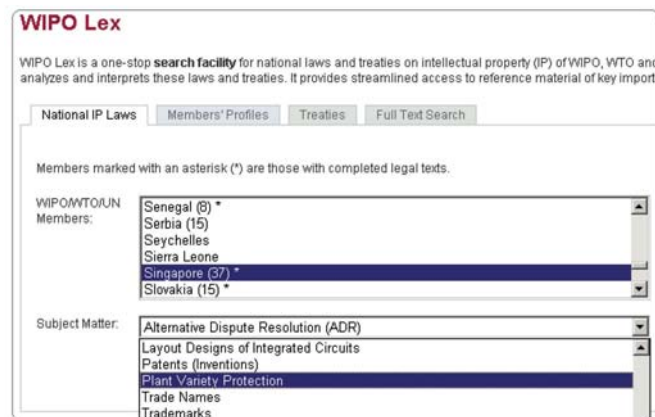 WIPO Lex
WIPO Lex is a one-stop search facility for national laws and treaties on intellectual property (IP) of WIPO, WTO and
analyzes and interprets these laws and treaties. It provides streamlined access to reference material of key import
National IP Laws Members' Profiles Treaties Full Text Search
Members marked with an asterisk (*) are those with completed legal texts.
WIPO/WTO/UN
Members:
Senegal (8) *
Serbia (15)
Seychelles
Sierra Leone
Singapore (37) *
Slovakia (15) *
Subject Matter:
Alternative Dispute Resolution (ADR)
Layout Designs of Integrated Circuits
Patents (Inventions)
Plant Variety Protection
Trade Names
Trademarks